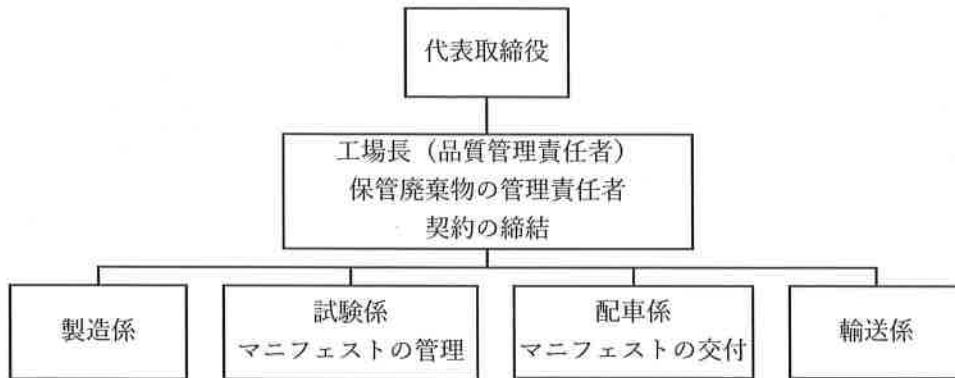 代表取締役
工場長（品質管理責任者）
保管廃棄物の管理責任者
契約の締結
製造係
試験係
マニフェストの管理
配車係
マニフェストの交付
輸送係